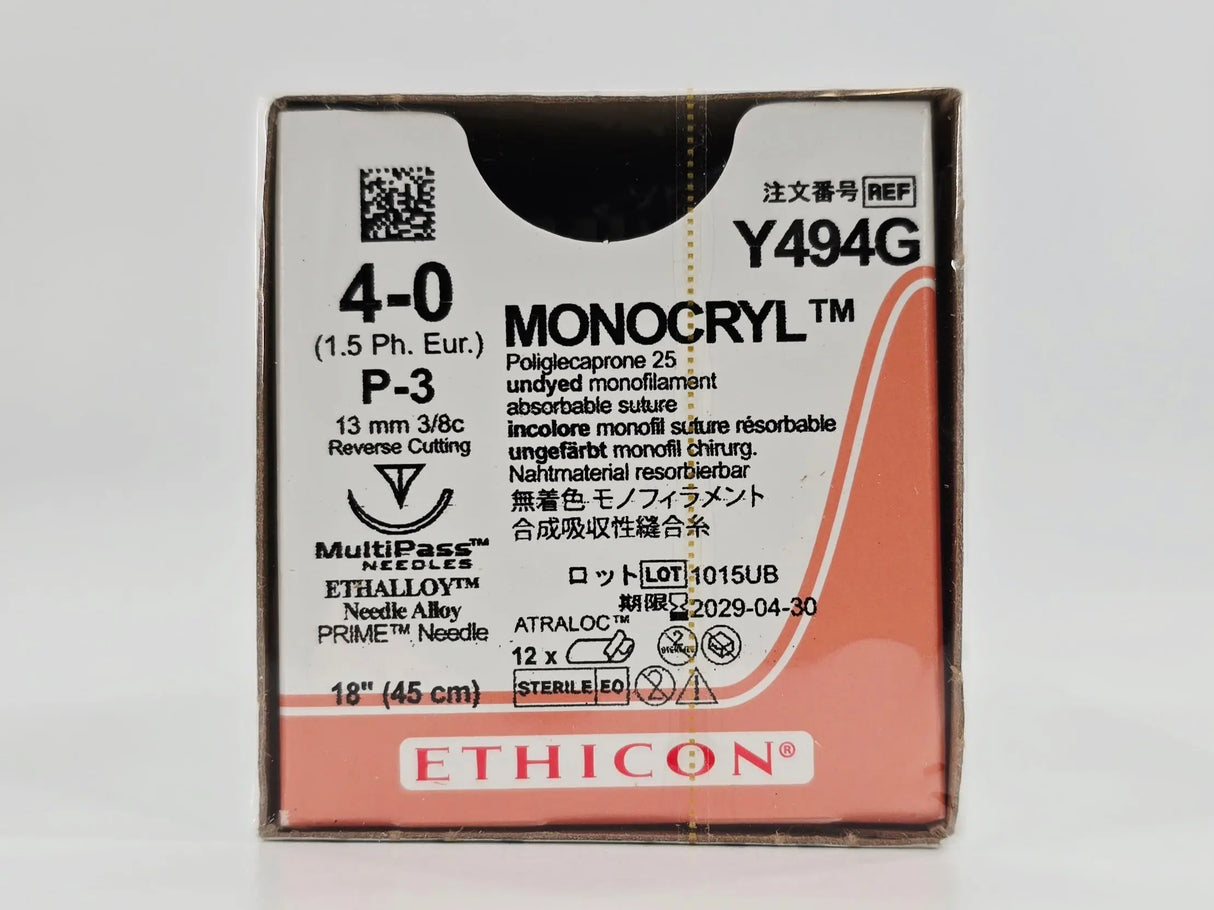 注文番号 REF
Y494G
4-0
(1.5 Ph. Eur.)
P-3
13 mm 3/8c
Reverse Cutting
MultiPass™
NEEDLES
ETHALLOY™
Needle Alloy
PRIME™ Needle
18" (45 cm)
MONOCRYL™
Poliglecaprone 25
undyed monofilament
absorbable suture
incolore monofil suture résorbable
ungefärbt monofil chirurg.
Nahtmaterial resorbierbar
無着色 モノフィラメント
合成吸収性縫合糸
ロット LOT 1015UB
期限 2029-04-30
ATRALOC™
12 x
2
STERILE EO 2
ETHICON®